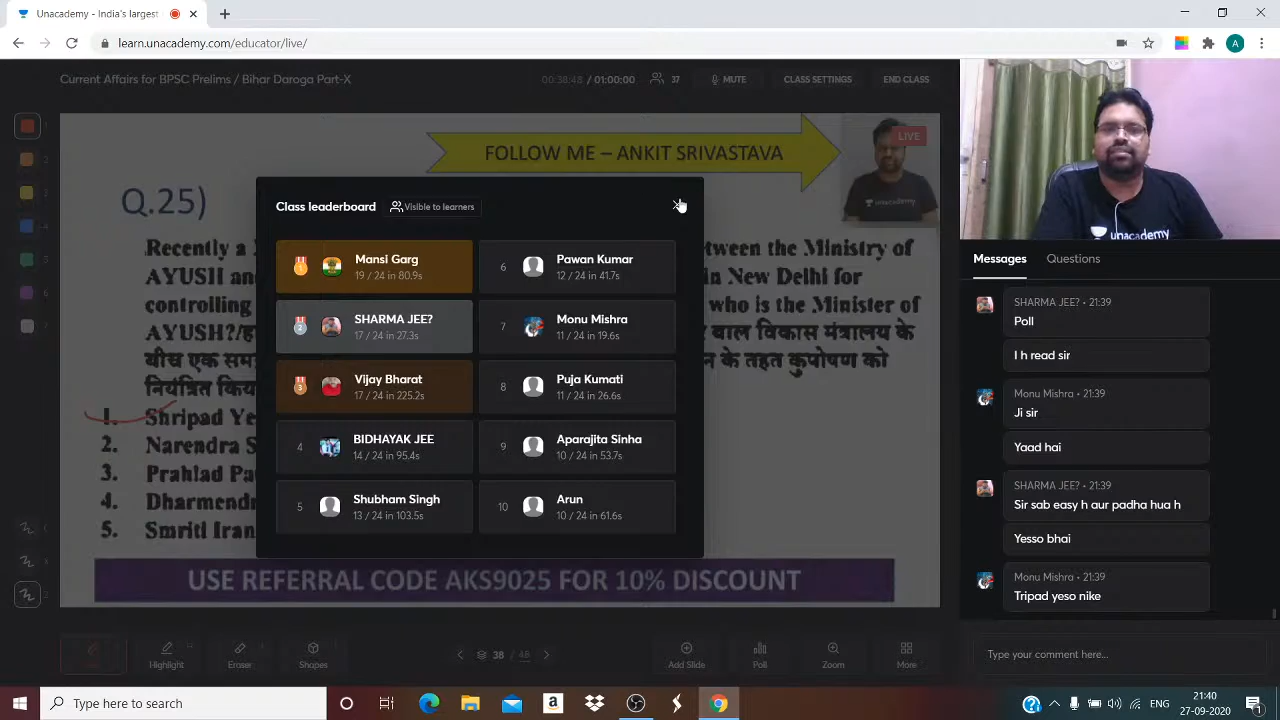 Unacademy - India's largest
learn.unacademy.com/educator/live/
A
Current Affairs for BPSC Prelims / Bihar Daroga Part-X
00:38:48 / 01:00:00
37
MUTE
CLASS SETTINGS
END CLASS
FOLLOW ME – ANKIT SRIVASTAVA
LIVE
unacademy
Q.25)
Recently a
between the Ministry of
AYUSH and
in New Delhi for
controlling
who is the Minister of
AYUSH?/
बाल विकास मंत्रालय के
बीच एक
के तहत कुपोषण को
नियंत्रित
1. Shripad Ye
2. Narendra S
3. Prahlad Pa
4. Dharmend
5. Smriti Iran
USE REFERRAL CODE AKS9025 FOR 10% DISCOUNT
Class leaderboard
Visible to learners
Mansi Garg
19 / 24 in 80.9s
2
SHARMA JEE?
17 / 24 in 27.3s
3
Vijay Bharat
17 / 24 in 225.2s
4
BIDHAYAK JEE
14 / 24 in 95.4s
5
Shubham Singh
13 / 24 in 103.5s
6
Pawan Kumar
12 / 24 in 41.7s
7
Monu Mishra
11 / 24 in 19.6s
8
Puja Kumati
11 / 24 in 26.6s
9
Aparajita Sinha
10 / 24 in 53.7s
10
Arun
10 / 24 in 61.6s
Highlight
Eraser
Shapes
38 / 48
Add Slide
Poll
Zoom
More
unacademy
Messages
Questions
SHARMA JEE? • 21:39
Poll
I h read sir
Monu Mishra • 21:39
Ji sir
Yaad hai
SHARMA JEE? • 21:39
Sir sab easy h aur padha hua h
Yesso bhai
Monu Mishra • 21:39
Tripad yeso nike
Type your comment here...
Type here to search
ENG
21:40
27-09-2020